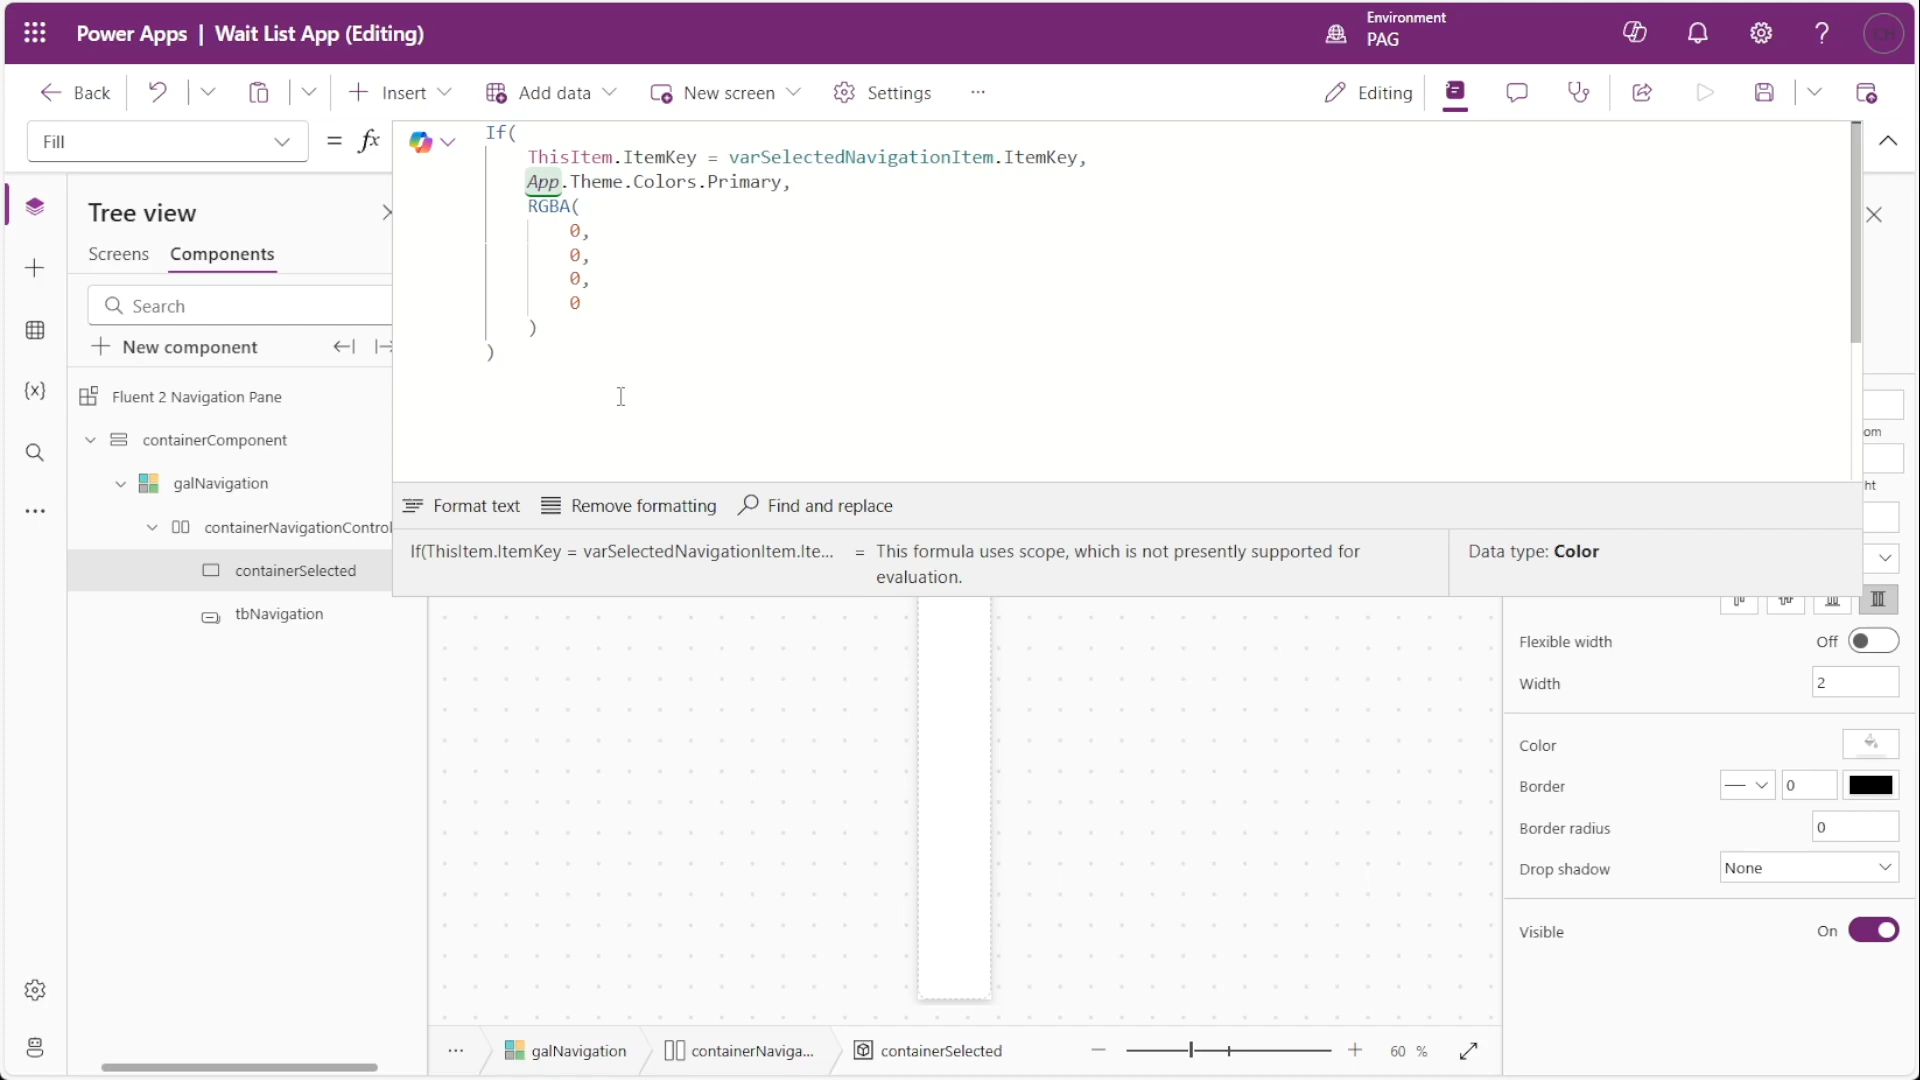 Power Apps | Wait List App (Editing)
Environment
PAG
Back
Insert
Add data
New screen
Settings
Editing
Fill
= fx
If(
ThisItem.ItemKey = varSelectedNavigationItem.ItemKey,
App.Theme.Colors.Primary,
RGBA(
0,
0,
0,
0
)
)
Tree view
Screens
Components
Search
New component
Fluent 2 Navigation Pane
containerComponent
galNavigation
containerNavigationControl
containerSelected
tbNavigation
Format text
Remove formatting
Find and replace
If(ThisItem.ItemKey = varSelectedNavigationItem.Ite...
= This formula uses scope, which is not presently supported for
evaluation.
Data type: Color
om
ht
Flexible width
Off
Width
2
Color
Border
0
Border radius
0
Drop shadow
None
Visible
On
...
galNavigation
containerNaviga...
containerSelected
60 %